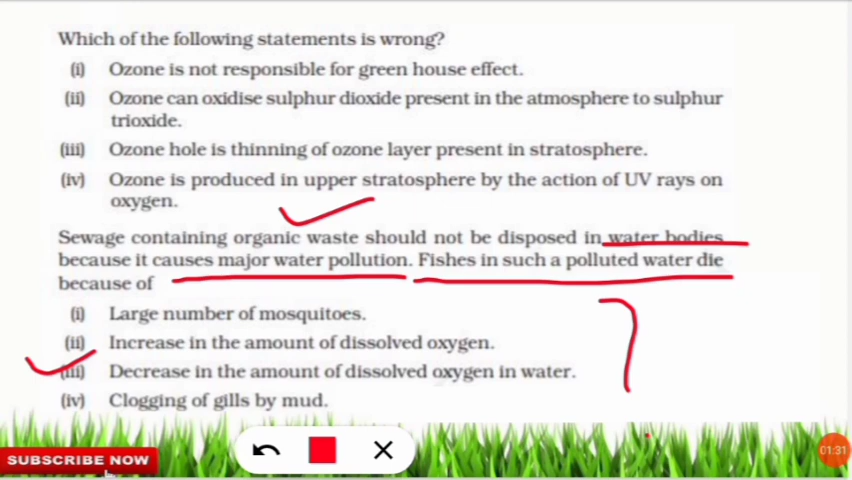 Which of the following statements is wrong?
(i) Ozone is not responsible for green house effect.
(ii) Ozone can oxidise sulphur dioxide present in the atmosphere to sulphur
trioxide.
(iii) Ozone hole is thinning of ozone layer present in stratosphere.
(iv) Ozone is produced in upper stratosphere by the action of UV rays on
oxygen.
Sewage containing organic waste should not be disposed in water bodies
because it causes major water pollution. Fishes in such a polluted water die
because of
(i) Large number of mosquitoes.
(ii) Increase in the amount of dissolved oxygen.
(iii) Decrease in the amount of dissolved oxygen in water.
(iv) Clogging of gills by mud.
SUBSCRIBE NOW
01:31